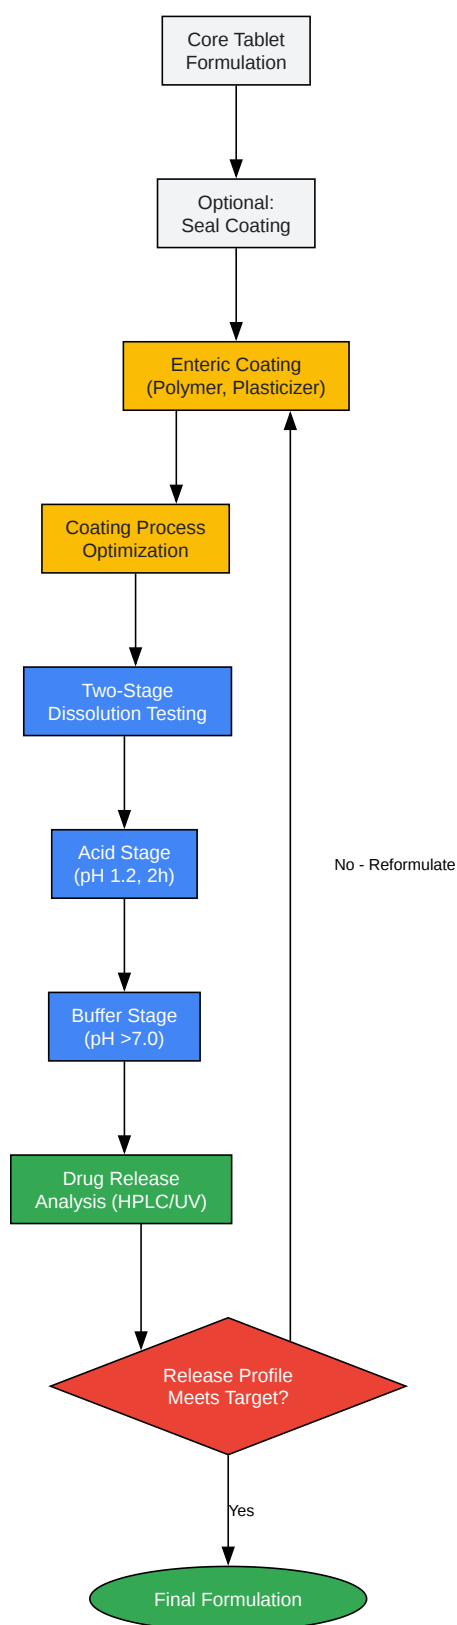 Core Tablet
Formulation
Optional:
Seal Coating
Enteric Coating
(Polymer, Plasticizer)
Coating Process
Optimization
Two-Stage
Dissolution Testing
Acid Stage
(pH 1.2, 2h)
No - Reformulate
Buffer Stage
(pH >7.0)
Drug Release
Analysis (HPLC/UV)
Release Profile
Meets Target?
Yes
Final Formulation